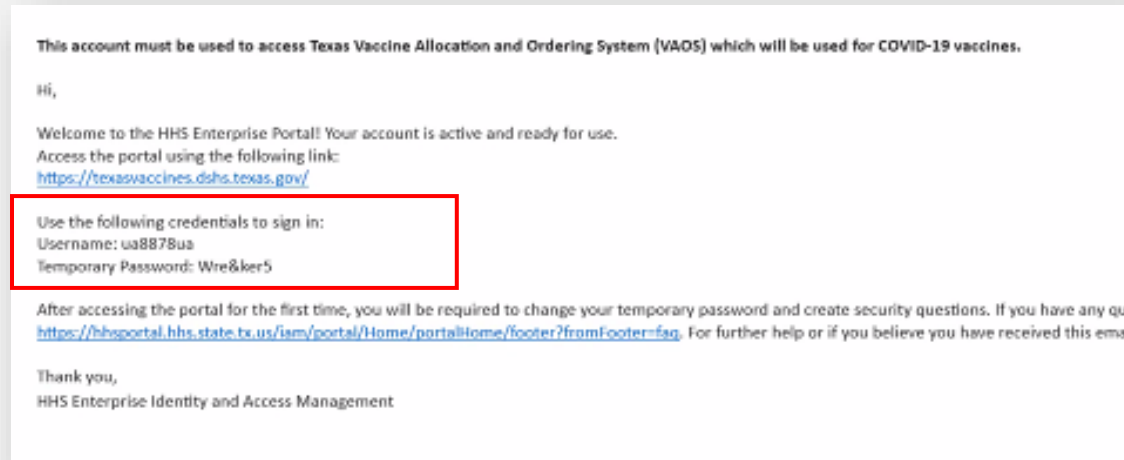 This account must be used to access Texas Vaccine Allocation and Ordering System (VAOS) which will be used for COVID-19 vaccines.
Hi,
Welcome to the HHS Enterprise Portal! Your account is active and ready for use.
Access the portal using the following link:
https://texasvaccines.dshs.texas.gov/
Use the following credentials to sign in:
Username: ua8878ua
Temporary Password: Wre&ker5
After accessing the portal for the first time, you will be required to change your temporary password and create security questions. If you have any qu
https://hhsportal.hhs.state.tx.us/iam/portal/Home/portalHome/footer?fromFooter=faq. For further help or if you believe you have received this ema
Thank you,
HHS Enterprise Identity and Access Management